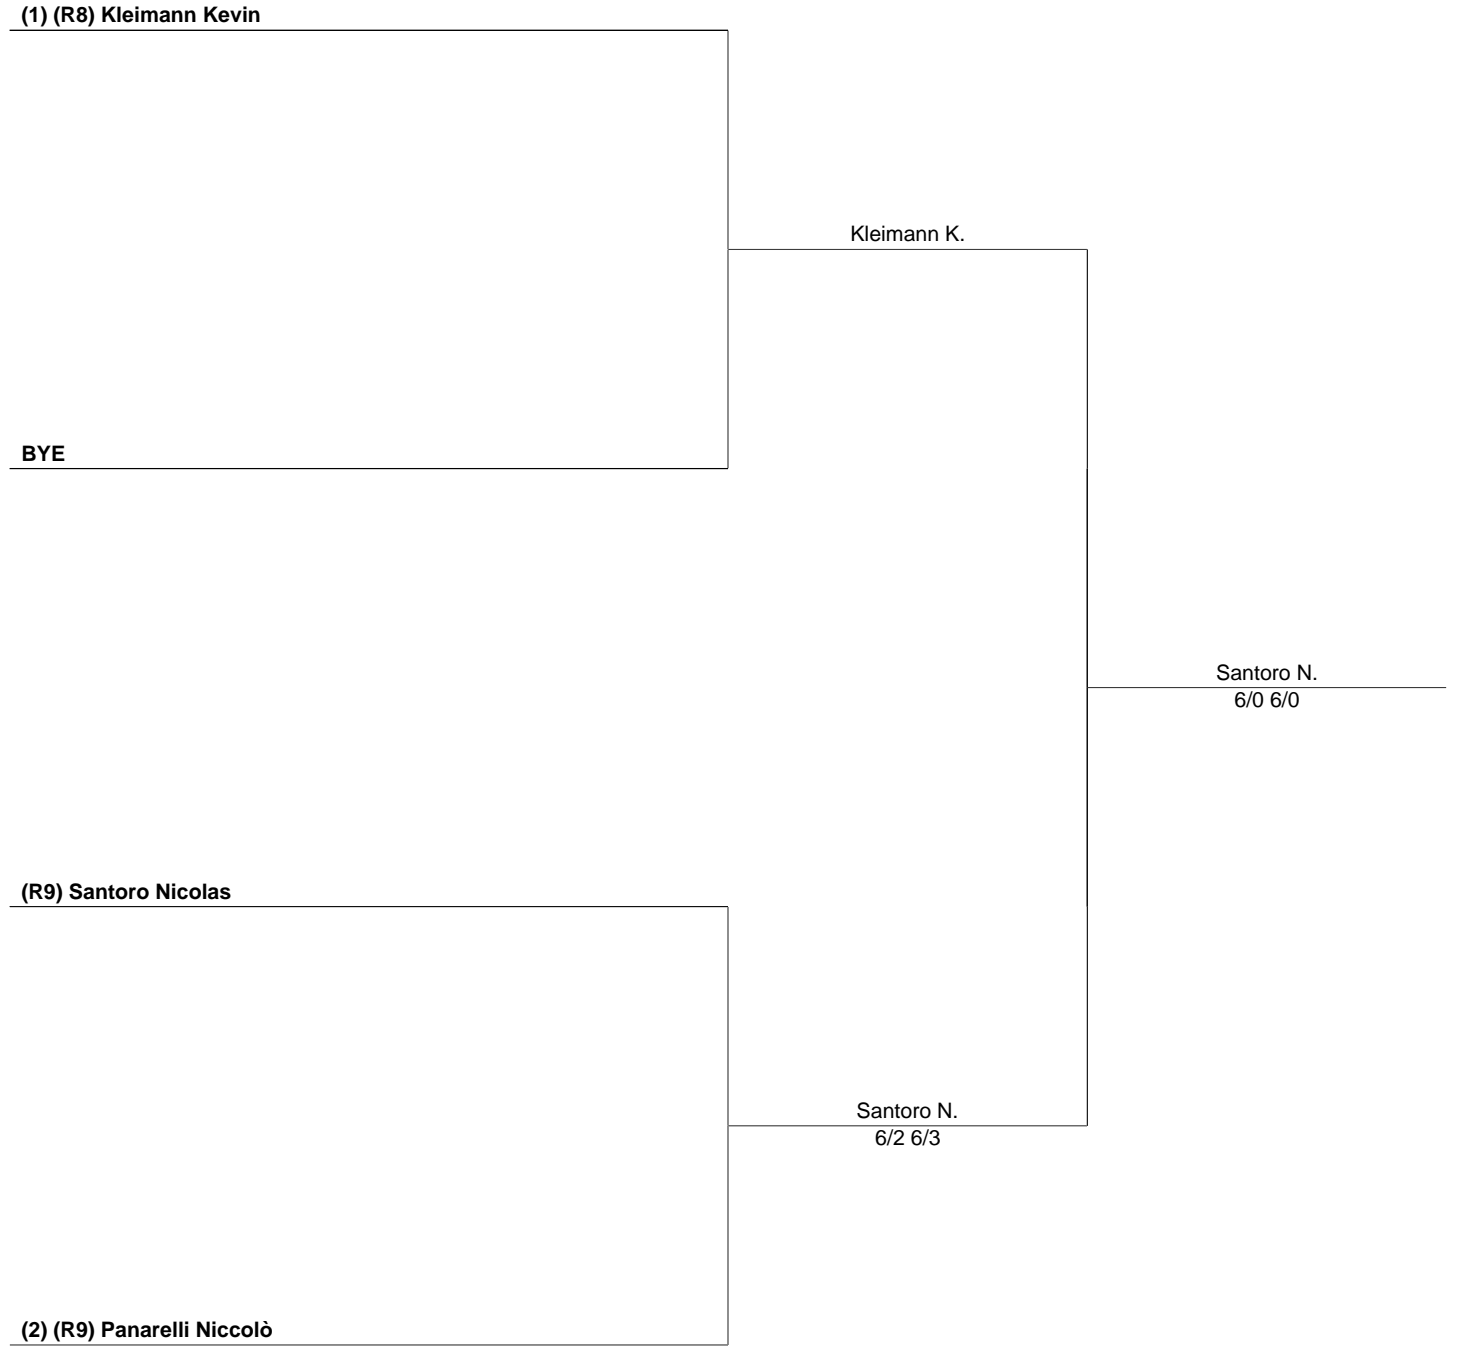 (1) (R8) Kleimann Kevin
Kleimann K.
BYE
Santoro N.
6/0 6/0
(R9) Santoro Nicolas
Santoro N.
6/2 6/3
(2) (R9) Panarelli Niccolò